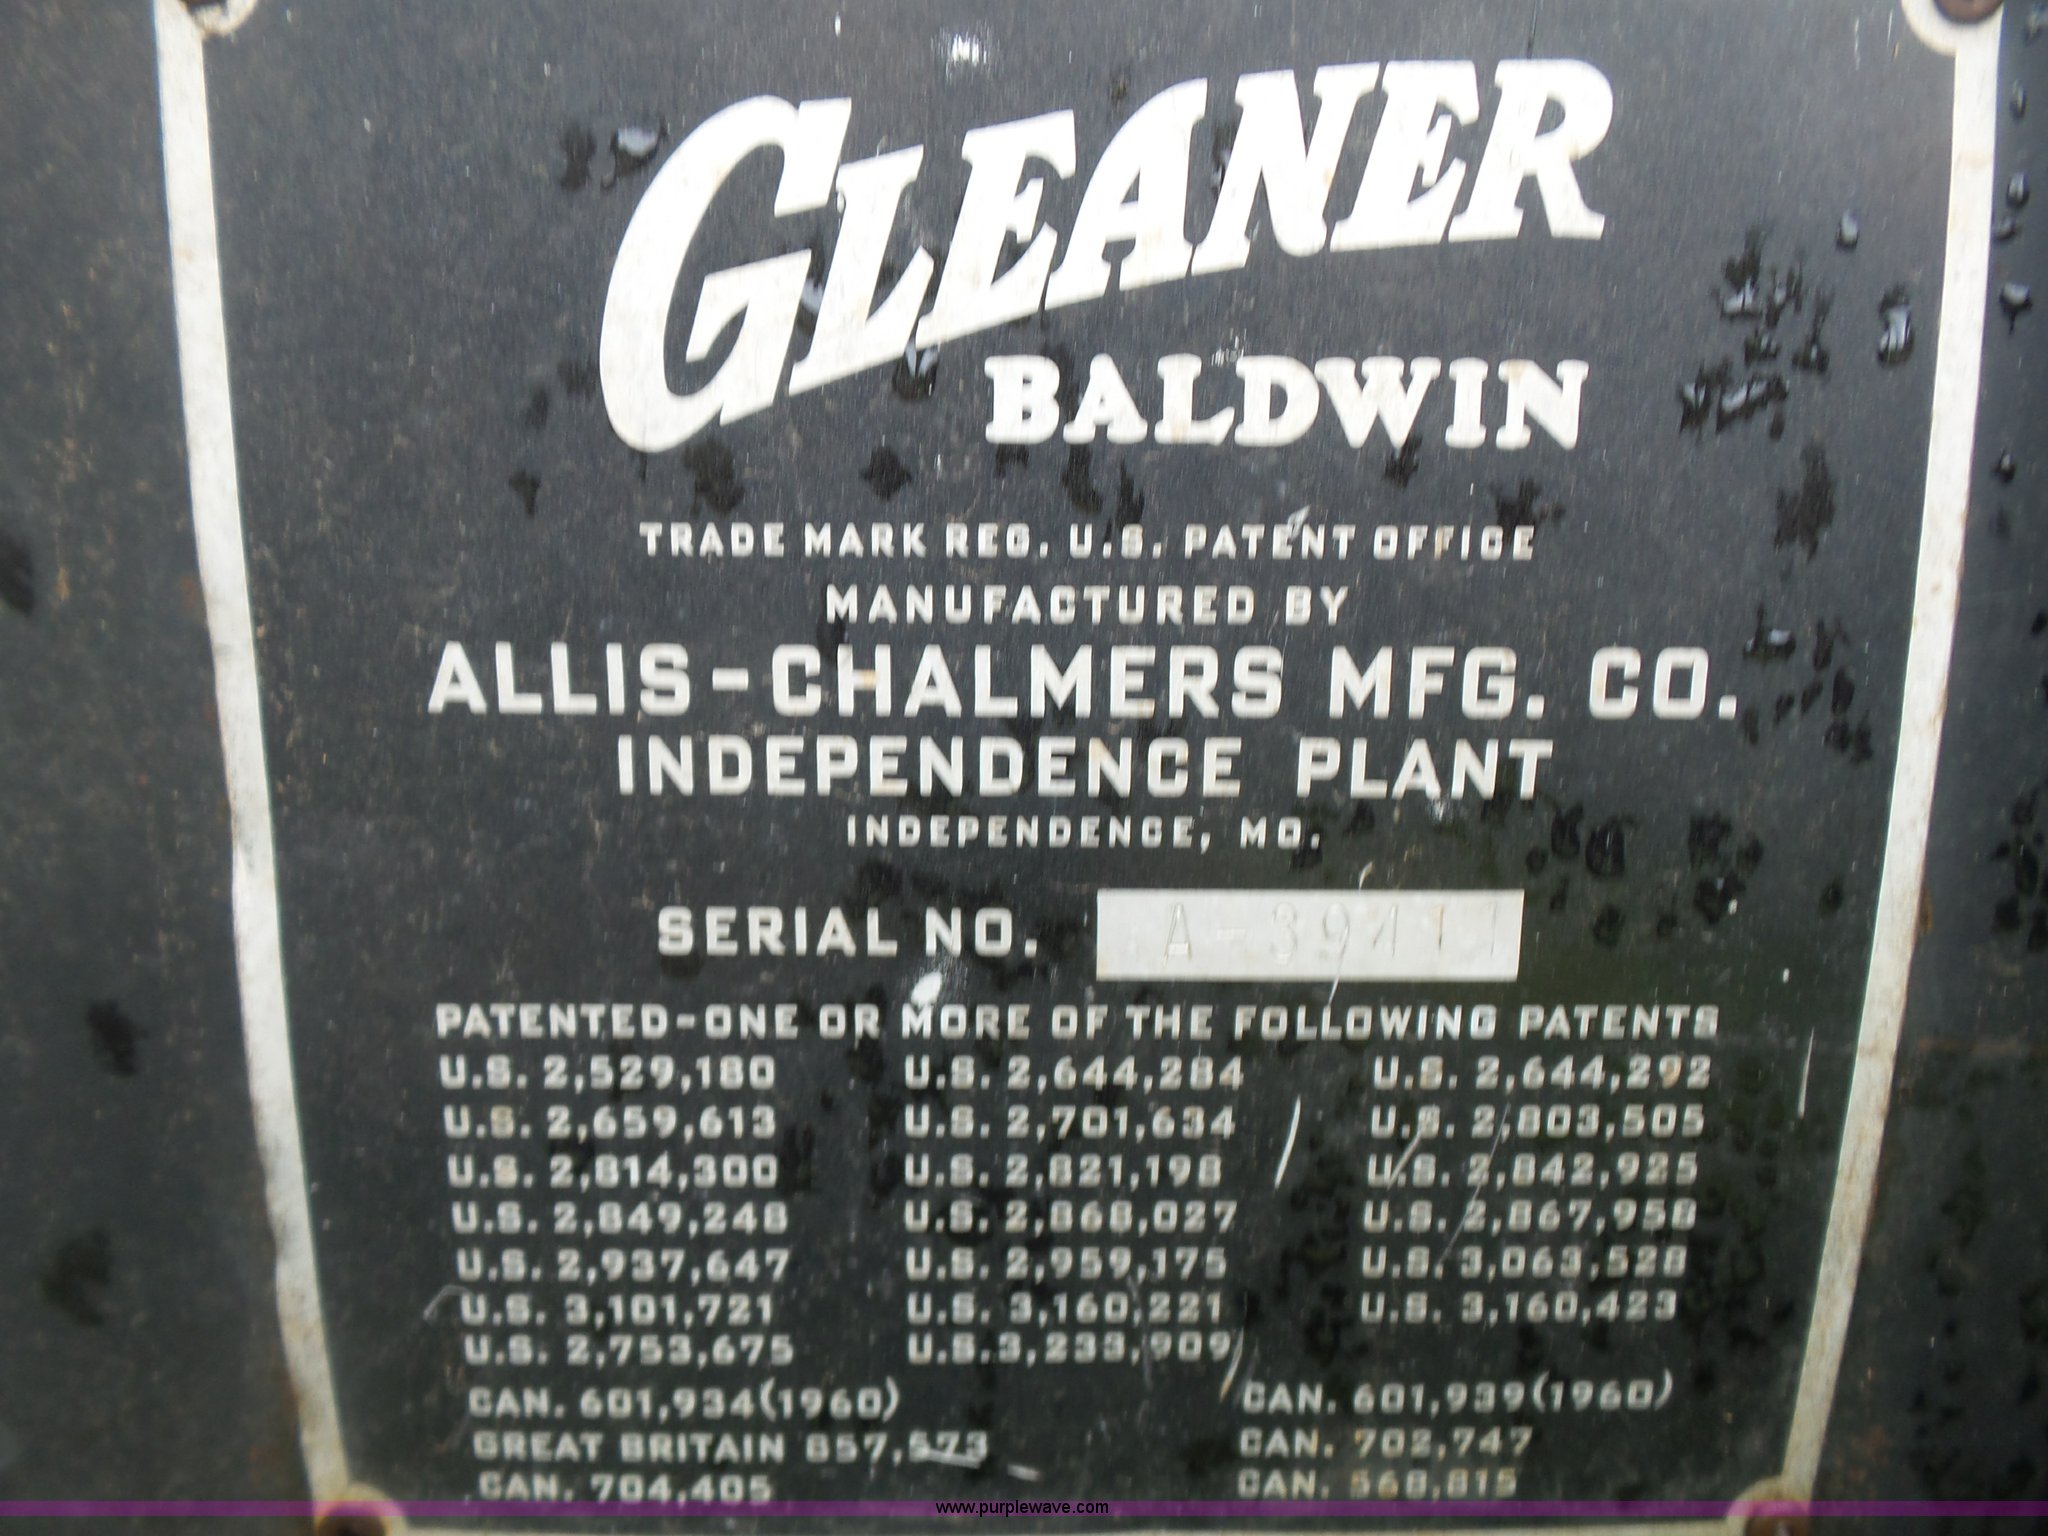 GLEANER
BALDWIN
TRADE MARK REG. U.S. PATENT OFFICE
MANUFACTURED BY
ALLIS-CHALMERS MFG. CO.
INDEPENDENCE PLANT
INDEPENDENCE, MO.
SERIAL NO. A-39411
PATENTED-ONE OR MORE OF THE FOLLOWING PATENTS
U.S. 2,529,180 U.S. 2,644,284 U.S. 2,644,292
U.S. 2,659,613 U.S. 2,701,634 U.S. 2,803,505
U.S. 2,814,300 U.S. 2,821,198 U.S. 2,842,925
U.S. 2,849,248 U.S. 2,868,027 U.S. 2,867,958
U.S. 2,937,647 U.S. 2,959,175 U.S. 3,063,528
U.S. 3,101,721 U.S. 3,160,221 U.S. 3,160,423
U.S. 2,753,675 U.S. 3,233,909
CAN. 601,934(1960) CAN. 601,939(1960)
GREAT BRITAIN 857,573 CAN. 702,747
CAN. 704,405 CAN. 568,815
www.purplewave.com